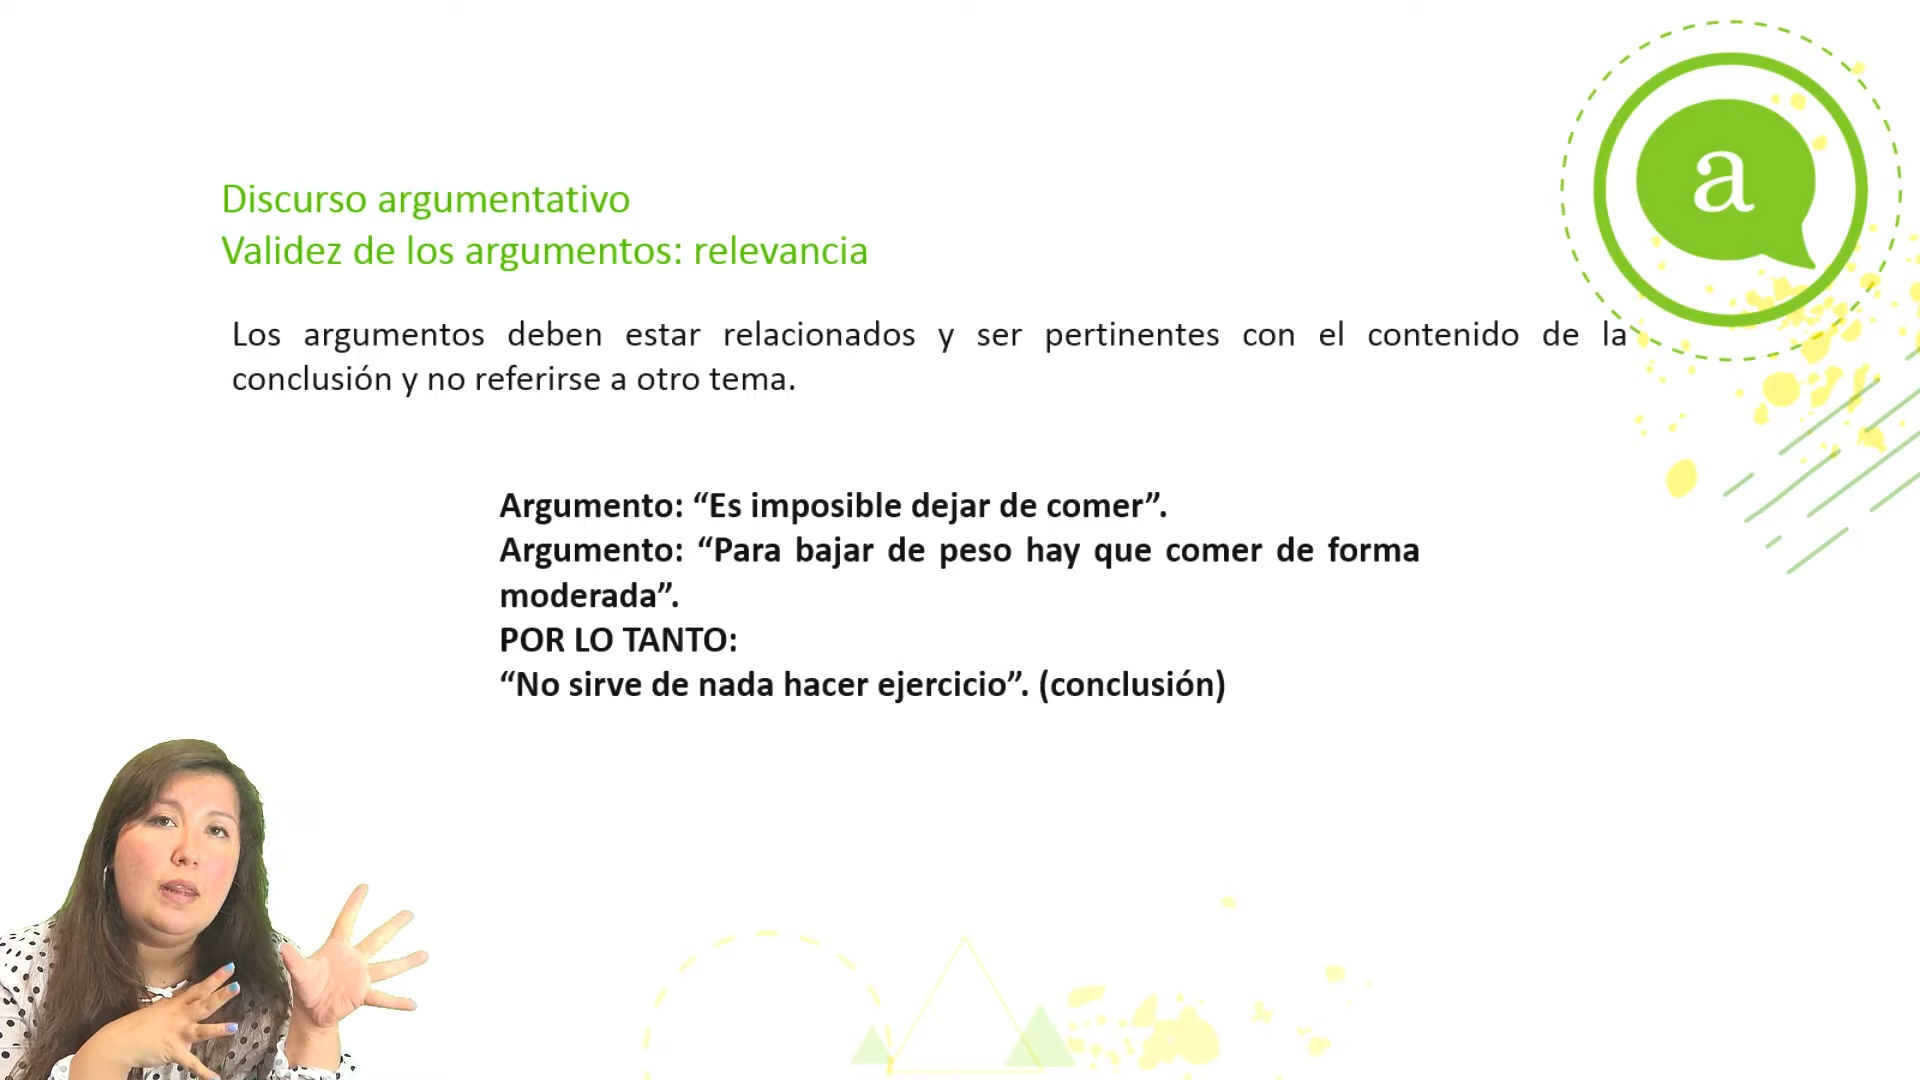 a
Discurso argumentativo
Validez de los argumentos: relevancia
Los argumentos deben estar relacionados y ser pertinentes con el contenido de la
conclusión y no referirse a otro tema.
Argumento: “Es imposible dejar de comer”.
Argumento: “Para bajar de peso hay que comer de forma
moderada”.
POR LO TANTO:
“No sirve de nada hacer ejercicio”. (conclusión)